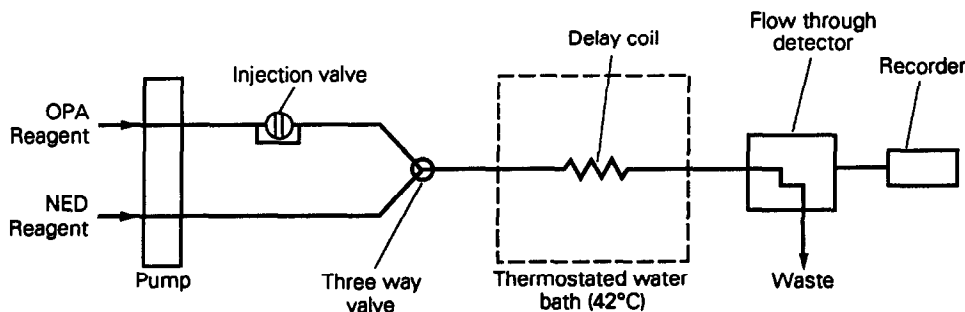 OPA
Reagent
NED
Reagent
Pump
Injection valve
Three way
valve
Delay coil
Thermostated water
bath (42°C)
Flow through
detector
Recorder
Waste